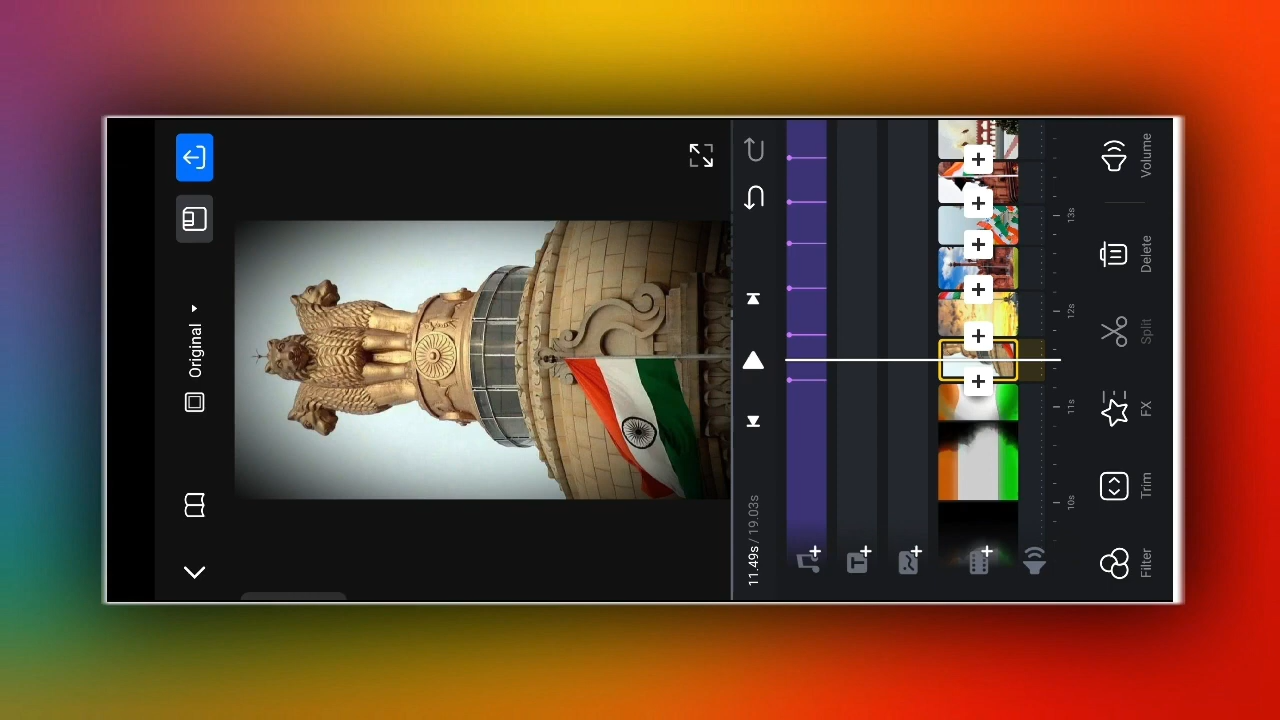 Original
11.49s / 19.03s
10s
11s
12s
13s
Filter
Trim
FX
Split
Delete
Volume